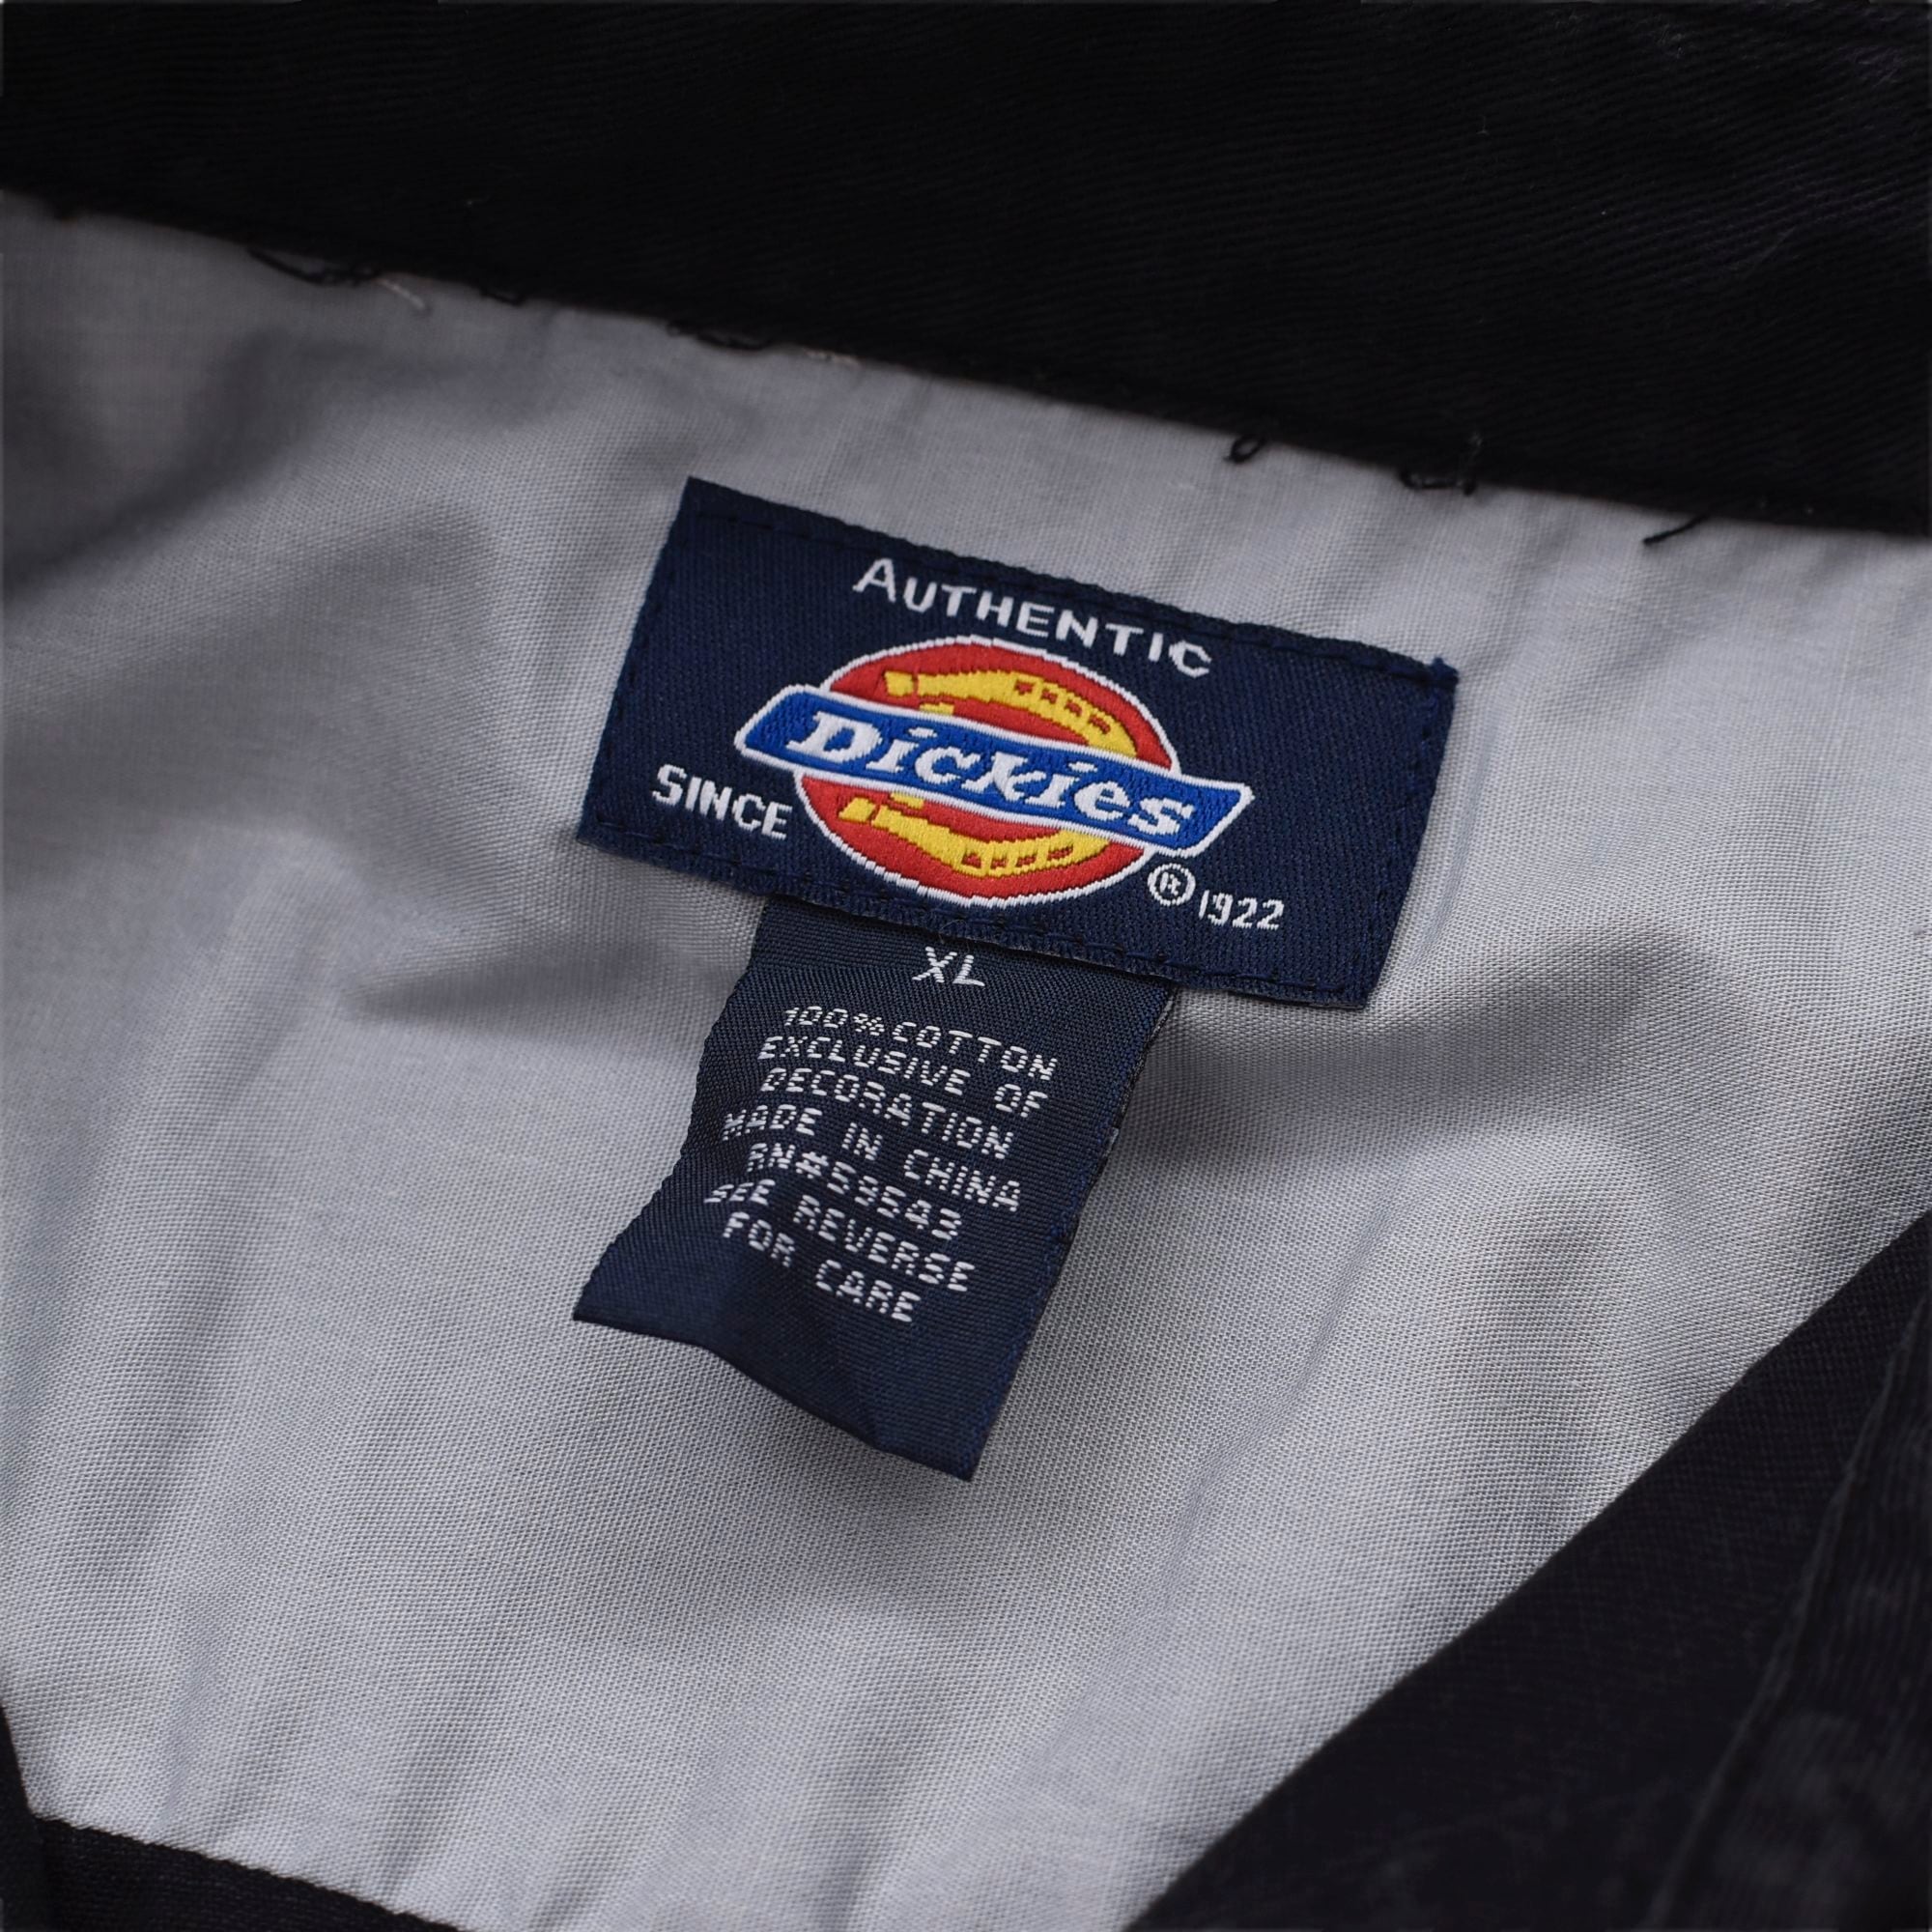 AUTHENTIC
Dickies
SINCE ® 1922
XL
100% COTTON
EXCLUSIVE OF
DECORATION
MADE IN CHINA
RN#59543
SEE REVERSE
FOR CARE